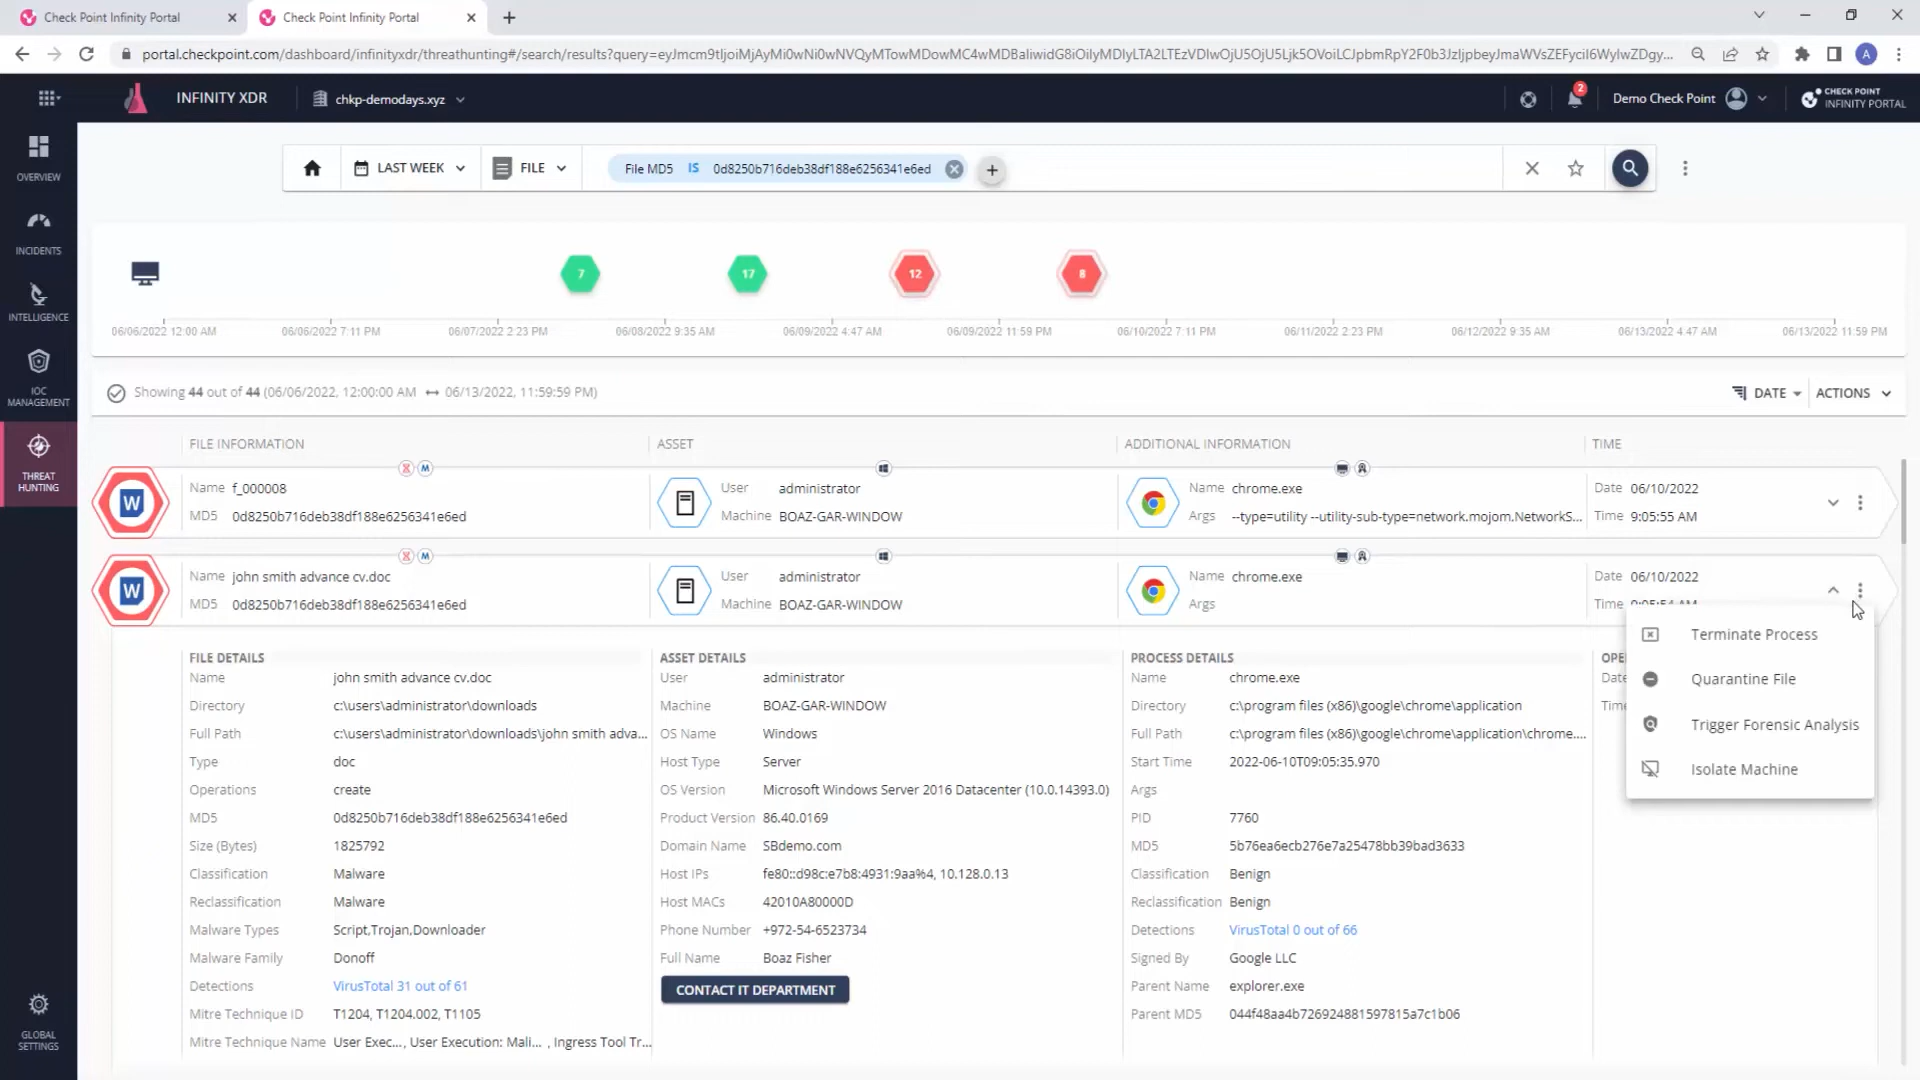 Check Point Infinity Portal
Check Point Infinity Portal
portal.checkpoint.com/dashboard/infinityxdr/threathunting#/search/results?query=
INFINITY XDR
chkp-demodays.xyz
2
Demo Check Point
CHECK POINT
INFINITY PORTAL
A
OVERVIEW
INCIDENTS
INTELLIGENCE
IOC
MANAGEMENT
THREAT
HUNTING
GLOBAL
SETTINGS
LAST WEEK
FILE
File MD5 IS 0d8250b716deb38df188e6256341e6ed
7
17
12
8
06/06/2022 12:00 AM
06/06/2022 7:11 PM
06/07/2022 2:23 PM
06/08/2022 9:35 AM
06/09/2022 4:47 AM
06/09/2022 11:59 PM
06/10/2022 7:11 PM
06/11/2022 2:23 PM
06/12/2022 9:35 AM
06/13/2022 4:47 AM
06/13/2022 11:59 PM
Showing 44 out of 44 (06/06/2022, 12:00:00 AM ↔ 06/13/2022, 11:59:59 PM)
DATE
ACTIONS
FILE INFORMATION
ASSET
ADDITIONAL INFORMATION
TIME
M
W
Name f_000008
MD5 0d8250b716deb38df188e6256341e6ed
User administrator
Machine BOAZ-GAR-WINDOW
Name chrome.exe
Args --type=utility --utility-sub-type=network.mojom.NetworkS...
Date 06/10/2022
Time 9:05:55 AM
M
W
Name john smith advance cv.doc
MD5 0d8250b716deb38df188e6256341e6ed
User administrator
Machine BOAZ-GAR-WINDOW
Name chrome.exe
Args
Date 06/10/2022
Time 9:05:54 AM
Terminate Process
Quarantine File
Trigger Forensic Analysis
Isolate Machine
FILE DETAILS
Name john smith advance cv.doc
Directory c:\users\administrator\downloads
Full Path c:\users\administrator\downloads\john smith adva...
Type doc
Operations create
MD5 0d8250b716deb38df188e6256341e6ed
Size (Bytes) 1825792
Classification Malware
Reclassification Malware
Malware Types Script,Trojan,Downloader
Malware Family Donoff
Detections VirusTotal 31 out of 61
Mitre Technique ID T1204, T1204.002, T1105
Mitre Technique Name User Exec... , User Execution: Mali... , Ingress Tool Tr...
ASSET DETAILS
User administrator
Machine BOAZ-GAR-WINDOW
OS Name Windows
Host Type Server
OS Version Microsoft Windows Server 2016 Datacenter (10.0.14393.0)
Product Version 86.40.0169
Domain Name SBdemo.com
Host IPs fe80::d98c:e7b8:4931:9aa%4, 10.128.0.13
Host MACs 42010A80000D
Phone Number +972-54-6523734
Full Name Boaz Fisher
CONTACT IT DEPARTMENT
PROCESS DETAILS
Name chrome.exe
Directory c:\program files (x86)\google\chrome\application
Full Path c:\program files (x86)\google\chrome\application\chrome....
Start Time 2022-06-10T09:05:35.970
Args
PID 7760
MD5 5b76ea6ecb276e7a25478bb39bad3633
Classification Benign
Reclassification Benign
Detections VirusTotal 0 out of 66
Signed By Google LLC
Parent Name explorer.exe
Parent MD5 044f48aa4b726924881597815a7c1b06
OPE
Date
Time